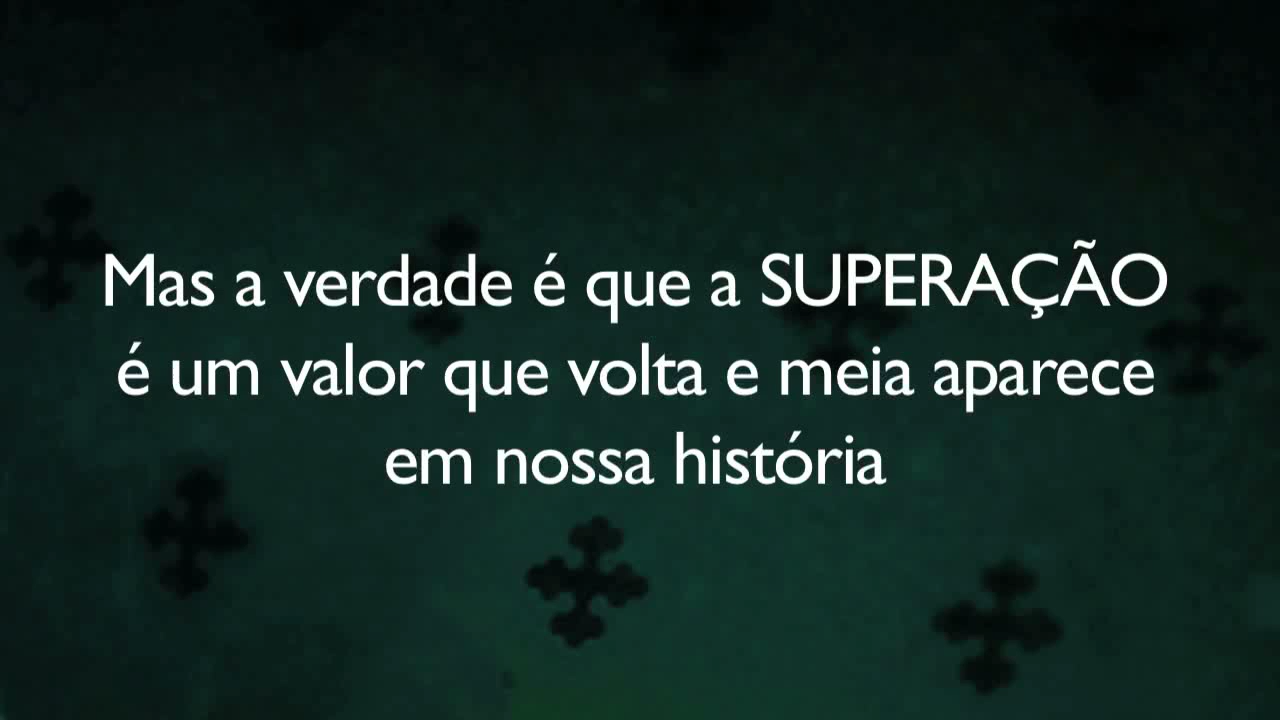 Mas a verdade é que a SUPERAÇÃO
é um valor que volta e meia aparece
em nossa história